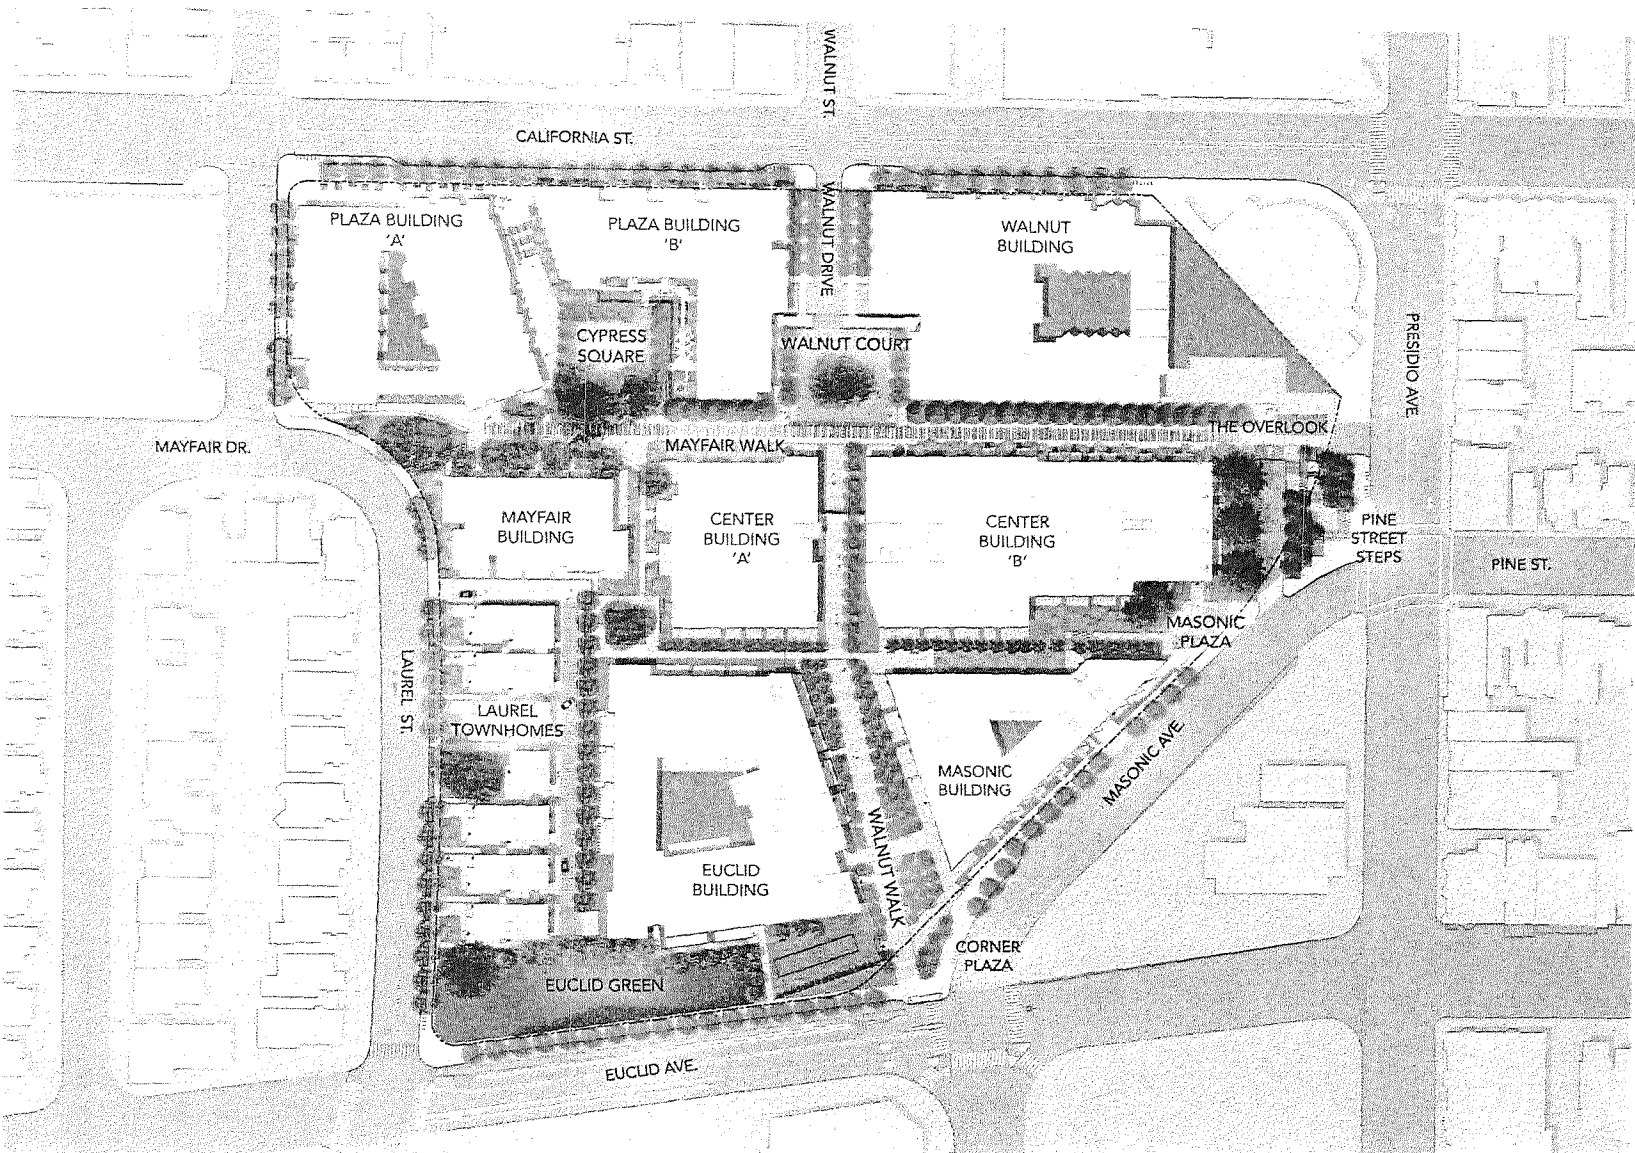 WALNUT ST.
CALIFORNIA ST.
PLAZA BUILDING
'A'
PLAZA BUILDING
'B'
WALNUT DRIVE
WALNUT
BUILDING
CYPRESS
SQUARE
WALNUT COURT
PRESIDIO AVE.
MAYFAIR DR.
MAYFAIR WALK
THE OVERLOOK
MAYFAIR
BUILDING
CENTER
BUILDING
'A'
CENTER
BUILDING
'B'
PINE
STREET
STEPS
PINE ST.
MASONIC
PLAZA
LAUREL ST.
LAUREL
TOWNHOMES
MASONIC
BUILDING
MASONIC AVE.
EUCLID
BUILDING
WALNUT WALK
CORNER
PLAZA
EUCLID GREEN
EUCLID AVE.